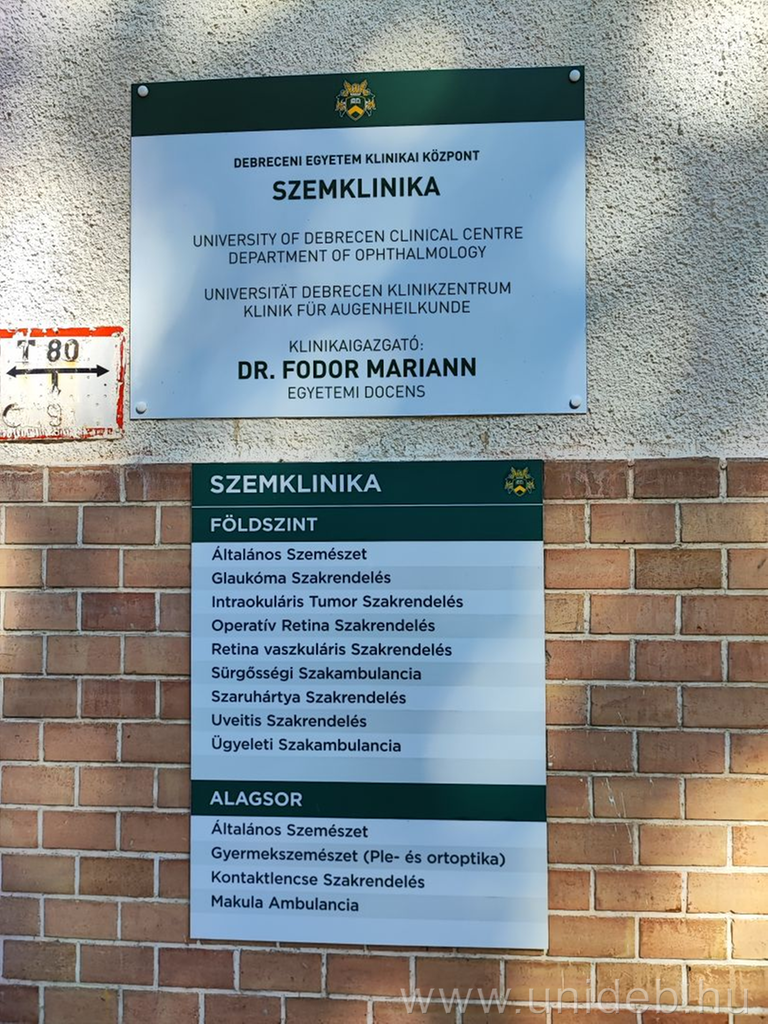 DEBRECENI EGYETEM KLINIKAI KÖZPONT
SZEMKLINIKA
UNIVERSITY OF DEBRECEN CLINICAL CENTRE
DEPARTMENT OF OPHTHALMOLOGY
UNIVERSITÄT DEBRECEN KLINIKZENTRUM
KLINIK FÜR AUGENHEILKUNDE
KLINIKAIGAZGATÓ:
DR. FODOR MARIANN
EGYETEMI DOCENS
T 80
SZEMKLINIKA
FÖLDSZINT
Általános Szemészet
Glaukóma Szakrendelés
Intraokuláris Tumor Szakrendelés
Operatív Retina Szakrendelés
Retina vaszkuláris Szakrendelés
Sürgősségi Szakambulancia
Szaruhártya Szakrendelés
Uveitis Szakrendelés
Ügyeleti Szakambulancia
ALAGSOR
Általános Szemészet
Gyermekszemészet (Ple- és ortoptika)
Kontaktlencse Szakrendelés
Makula Ambulancia
www.unideb.hu